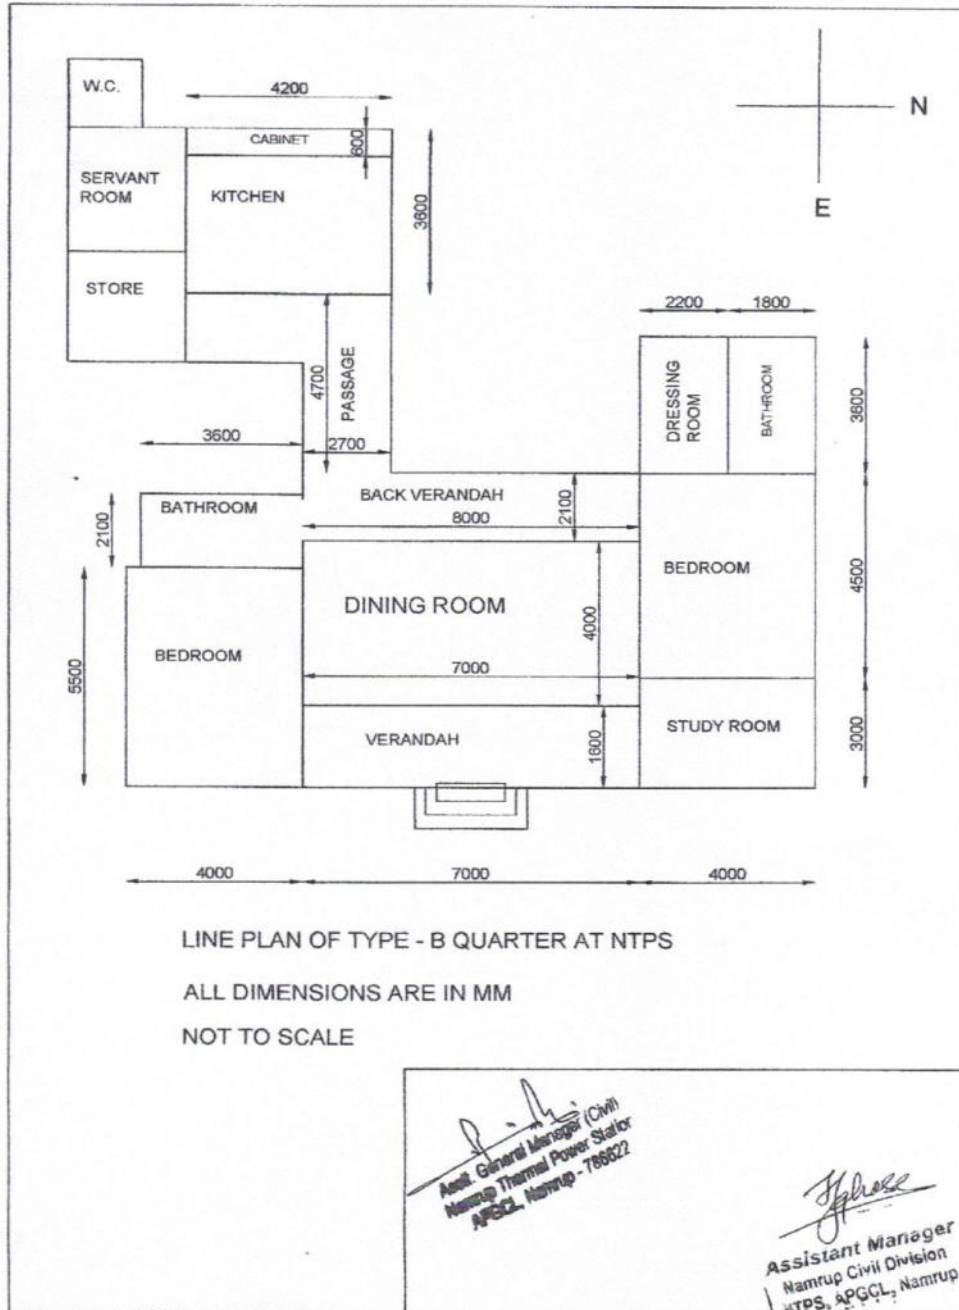 W.C.
4200
CABINET
600
N
SERVANT
ROOM
KITCHEN
3600
E
STORE
2200
1800
4700
PASSAGE
DRESSING
ROOM
BATHROOM
3600
3600
2700
BATHROOM
BACK VERANDAH
8000
2100
2100
BEDROOM
4500
DINING ROOM
4000
BEDROOM
7000
5500
VERANDAH
1600
STUDY ROOM
3000
4000
7000
4000
LINE PLAN OF TYPE - B QUARTER AT NTPS
ALL DIMENSIONS ARE IN MM
NOT TO SCALE
Asstt. General Manager (Civil)
Namrup Thermal Power Station
APGCL, Namrup - 786622
Assistant Manager
Namrup Civil Division
NTPS, APGCL, Namrup